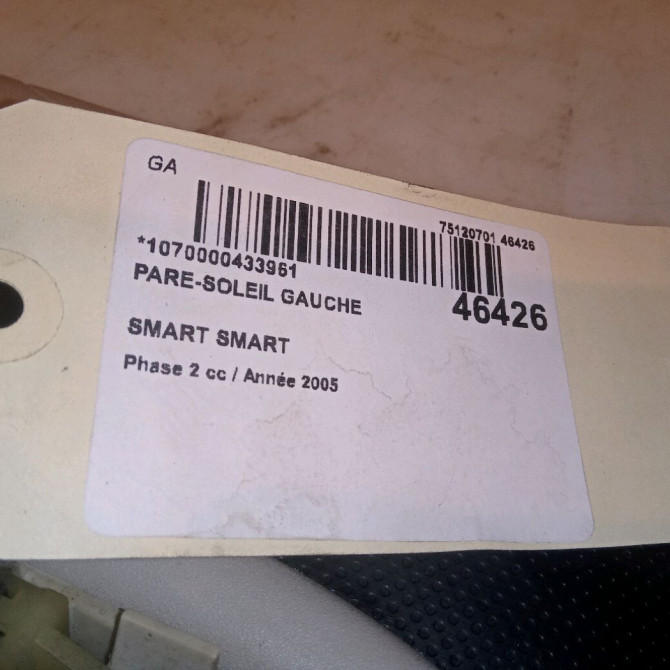 GA
75120701 46426
*1070000433961
PARE-SOLEIL GAUCHE
46426
SMART SMART
Phase 2 cc / Année 2005